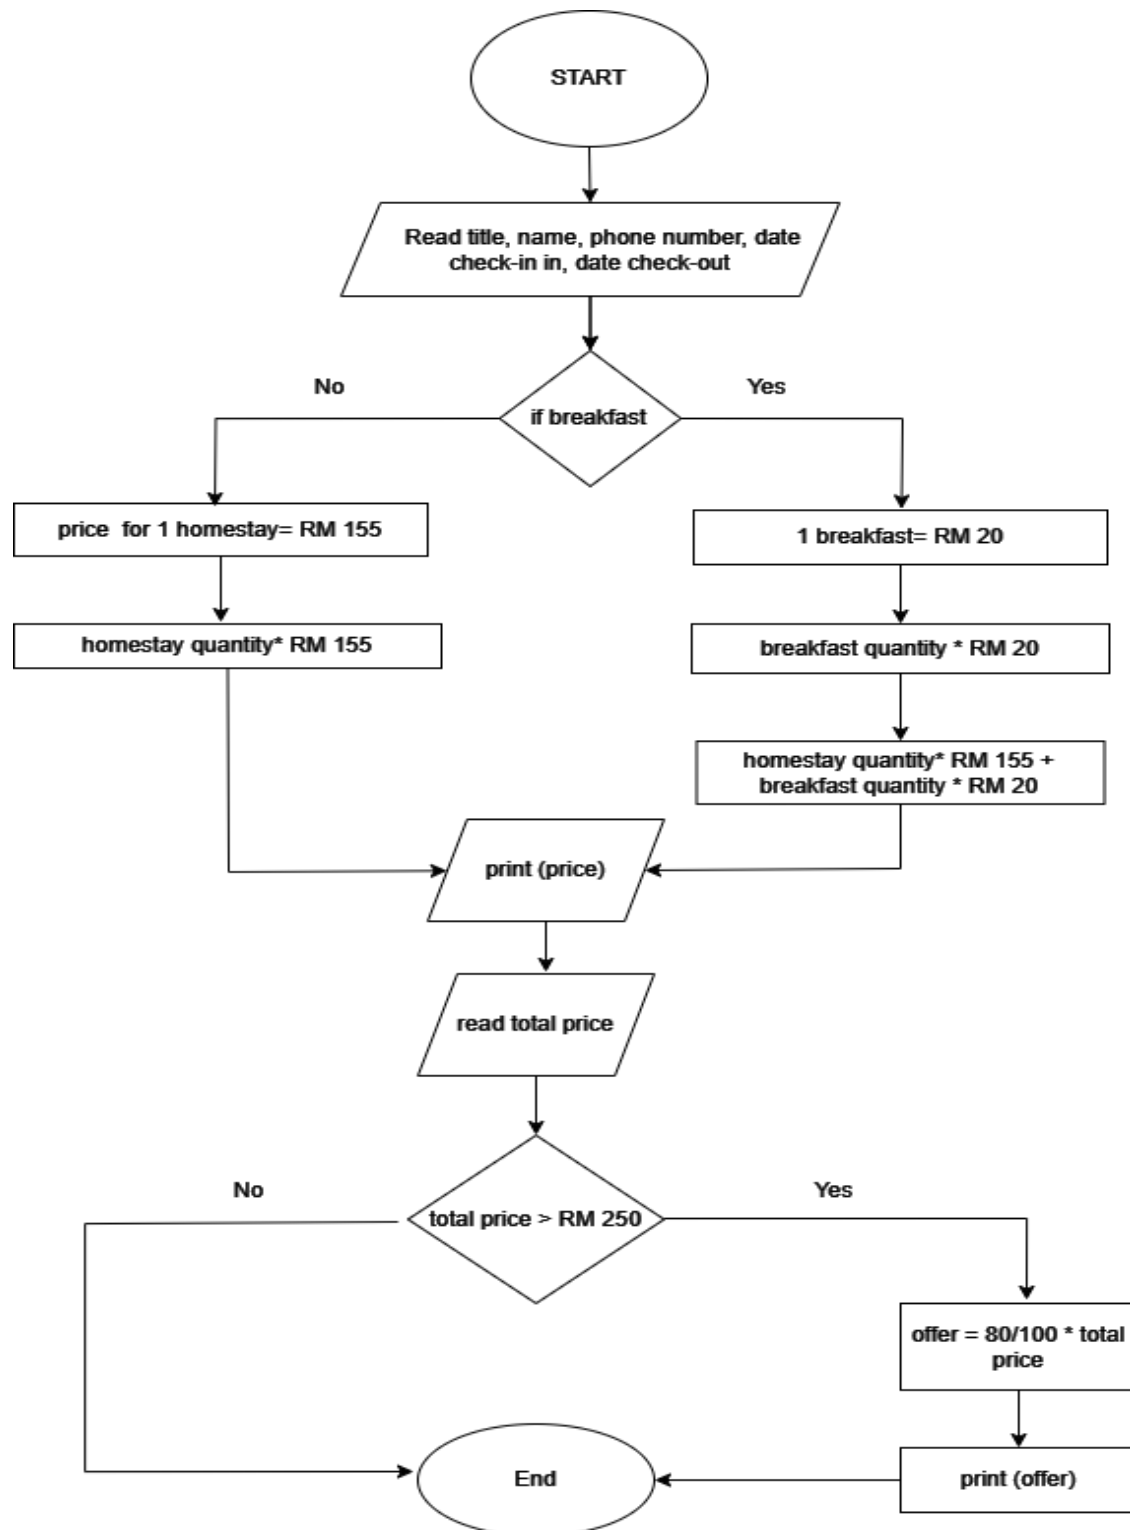 START
Read title, name, phone number, date
check-in in, date check-out
No
Yes
if breakfast
price  for 1 homestay= RM 155
1 breakfast= RM 20
homestay quantity* RM 155
breakfast quantity * RM 20
homestay quantity* RM 155 +
breakfast quantity * RM 20
print (price)
read total price
No
Yes
total price > RM 250
offer = 80/100 * total
price
End
print (offer)